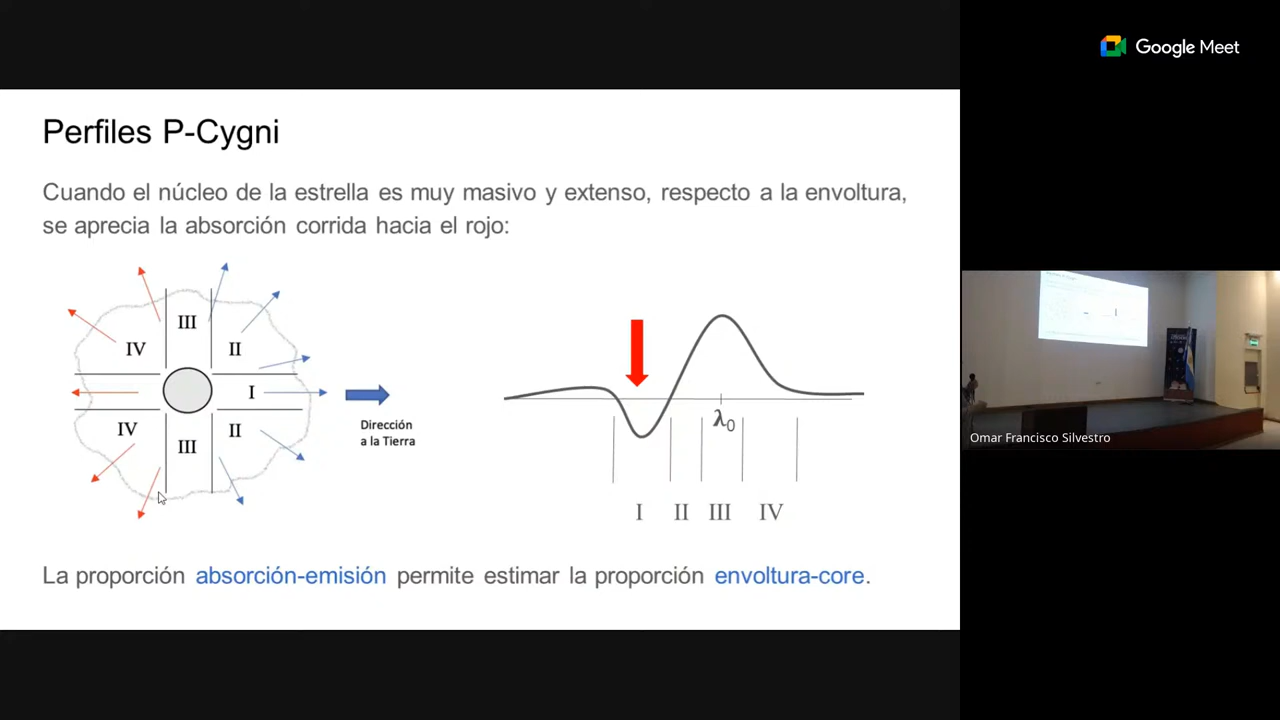 Google Meet
Perfiles P-Cygni
Cuando el núcleo de la estrella es muy masivo y extenso, respecto a la envoltura,
se aprecia la absorción corrida hacia el rojo:
III
IV
II
I
IV
II
III
Dirección
a la Tierra
λ0
I II III IV
La proporción absorción-emisión permite estimar la proporción envoltura-core.
Omar Francisco Silvestro